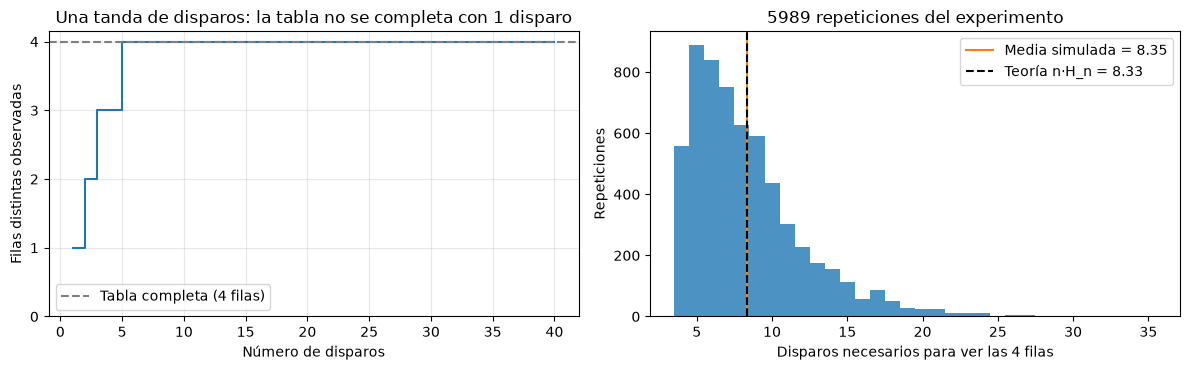 Una tanda de disparos: la tabla no se completa con 1 disparo
Filas distintas observadas
4
3
2
1
0
Tabla completa (4 filas)
0 5 10 15 20 25 30 35 40
Número de disparos
5989 repeticiones del experimento
Repeticiones
800
600
400
200
0
Media simulada = 8.35
Teoría n·H_n = 8.33
5 10 15 20 25 30 35
Disparos necesarios para ver las 4 filas